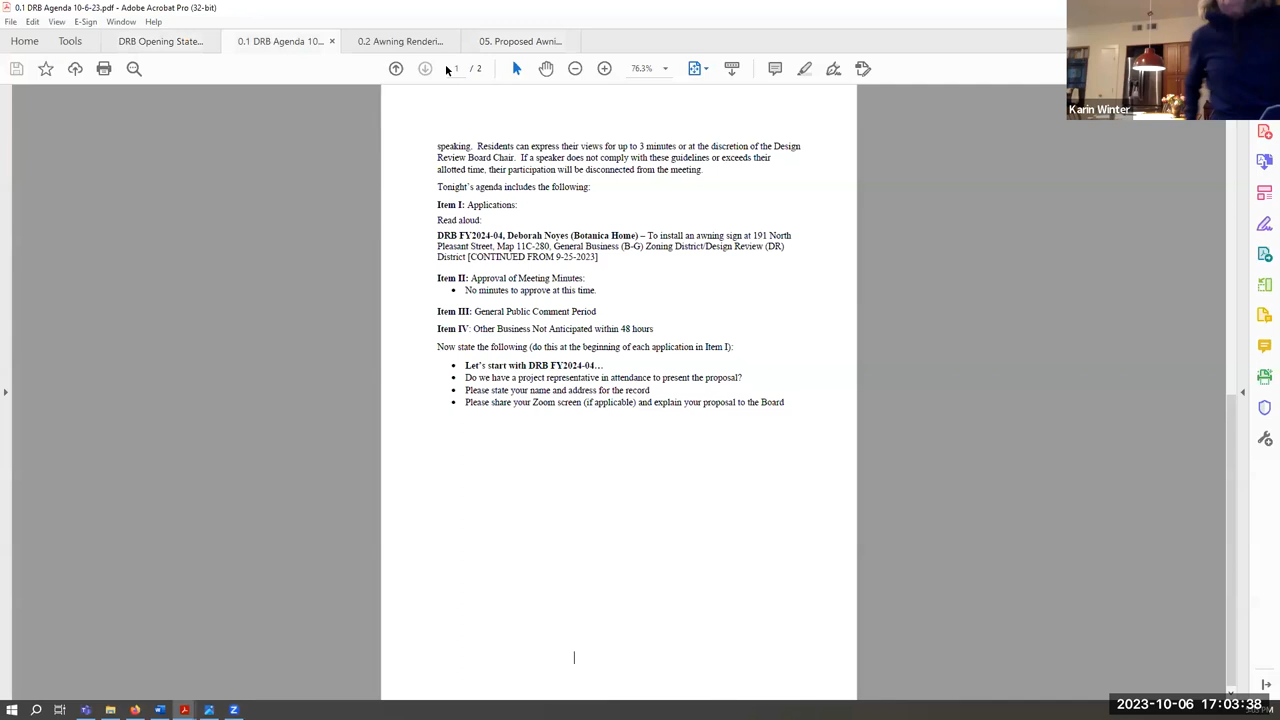 0.1 DRB Agenda 10-6-23.pdf - Adobe Acrobat Pro (32-bit)
File Edit View E-Sign Window Help
Home Tools DRB Opening State... 0.1 DRB Agenda 10... × 0.2 Awning Renderi... 05. Proposed Awni...
/ 2 76.3%
Karin Winter
speaking. Residents can express their views for up to 3 minutes or at the discretion of the Design
Review Board Chair. If a speaker does not comply with these guidelines or exceeds their
allotted time, their participation will be disconnected from the meeting.
Tonight`s agenda includes the following:
Item I: Applications:
Read aloud:
DRB FY2024-04, Deborah Noyes (Botanica Home) – To install an awning sign at 191 North
Pleasant Street, Map 11C-280, General Business (B-G) Zoning District/Design Review (DR)
District [CONTINUED FROM 9-25-2023]
Item II: Approval of Meeting Minutes:
• No minutes to approve at this time.
Item III: General Public Comment Period
Item IV: Other Business Not Anticipated within 48 hours
Now state the following (do this at the beginning of each application in Item I):
• Let's start with DRB FY2024-04…
• Do we have a project representative in attendance to present the proposal?
• Please state your name and address for the record
• Please share your Zoom screen (if applicable) and explain your proposal to the Board
2023-10-06 17:03:38